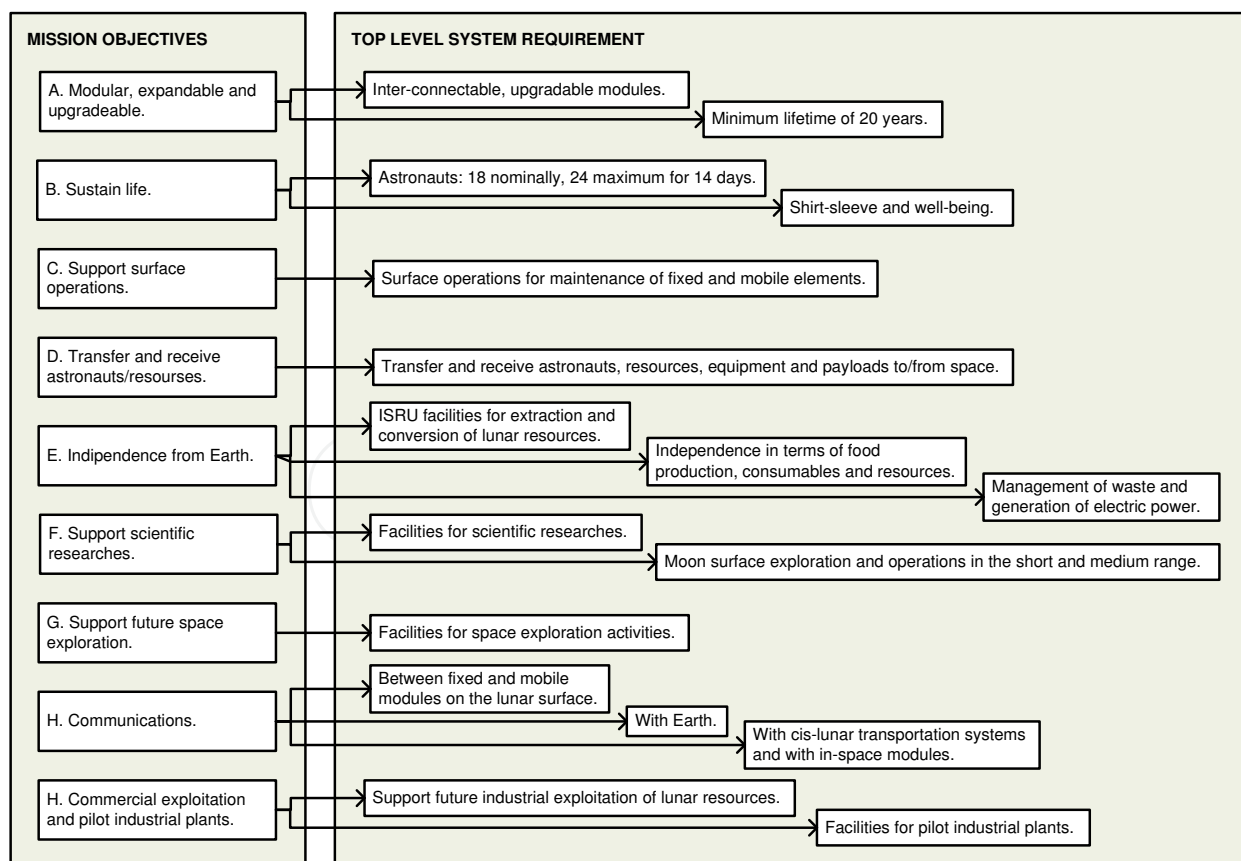 MISSION OBJECTIVES
TOP LEVEL SYSTEM REQUIREMENT
A. Modular, expandable and
upgradeable.
Inter-connectable, upgradable modules.
Minimum lifetime of 20 years.
B. Sustain life.
Astronauts: 18 nominally, 24 maximum for 14 days.
Shirt-sleeve and well-being.
C. Support surface
operations.
Surface operations for maintenance of fixed and mobile elements.
D. Transfer and receive
astronauts/resourses.
Transfer and receive astronauts, resources, equipment and payloads to/from space.
E. Indipendence from Earth.
ISRU facilities for extraction and
conversion of lunar resources.
Independence in terms of food
production, consumables and resources.
Management of waste and
generation of electric power.
F. Support scientific
researches.
Facilities for scientific researches.
Moon surface exploration and operations in the short and medium range.
G. Support future space
exploration.
Facilities for space exploration activities.
H. Communications.
Between fixed and mobile
modules on the lunar surface.
With Earth.
With cis-lunar transportation systems
and with in-space modules.
H. Commercial exploitation
and pilot industrial plants.
Support future industrial exploitation of lunar resources.
Facilities for pilot industrial plants.